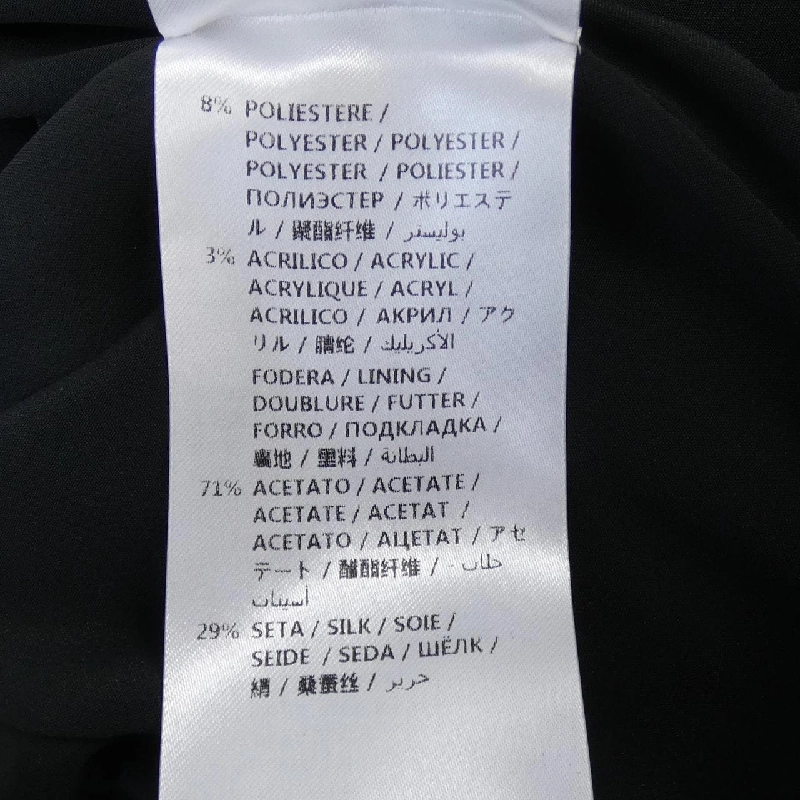 8% POLIESTERE /
POLYESTER / POLYESTER /
POLYESTER / POLIESTER /
ПОЛИЭСТЕР / ポリエステ
ル / 聚酯纤维 / بوليستر
3% ACRILICO / ACRYLIC /
ACRYLIQUE / ACRYL /
ACRILICO / АКРИЛ / アク
リル / 腈纶 / الأكريليك
FODERA / LINING /
DOUBLURE / FUTTER /
FORRO / ПОДКЛАДКА /
裏地 / 里料 / البطانة
71% ACETATO / ACETATE /
ACETATE / ACETAT /
ACETATO / АЦЕТАТ / アセ
テート / 醋酯纤维 /
29% SETA / SILK / SOIE /
SEIDE / SEDA / ШЁЛК /
絹 / 桑蚕丝 / حرير